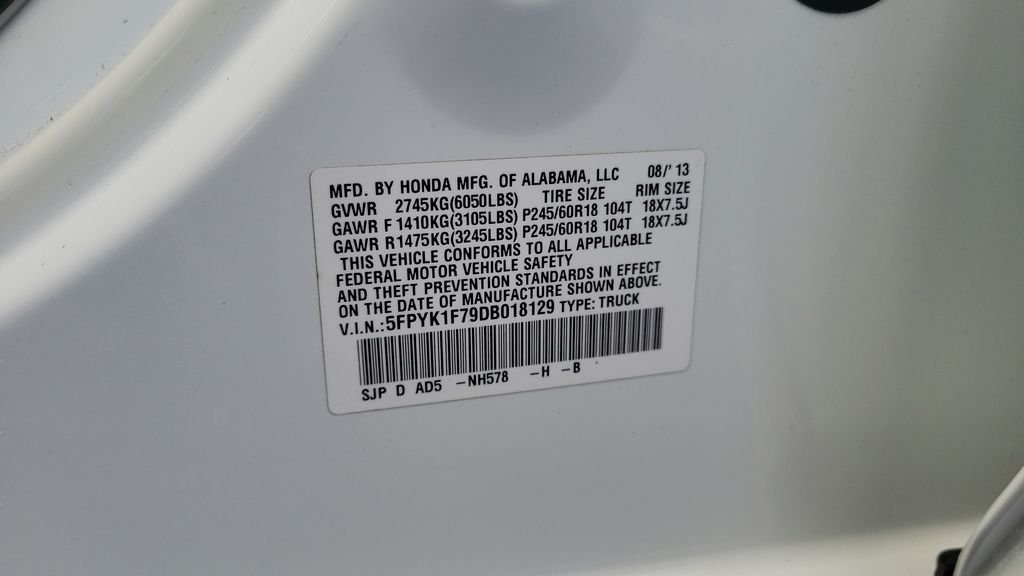 MFD. BY HONDA MFG. OF ALABAMA, LLC 08/' 13
GVWR 2745KG(6050LBS) TIRE SIZE RIM SIZE
GAWR F 1410KG(3105LBS) P245/60R18 104T 18X7.5J
GAWR R1475KG(3245LBS) P245/60R18 104T 18X7.5J
THIS VEHICLE CONFORMS TO ALL APPLICABLE
FEDERAL MOTOR VEHICLE SAFETY
AND THEFT PREVENTION STANDARDS IN EFFECT
ON THE DATE OF MANUFACTURE SHOWN ABOVE.
V.I.N.:5FPYK1F79DB018129 TYPE: TRUCK
SJP D AD5 -NH578 -H -B